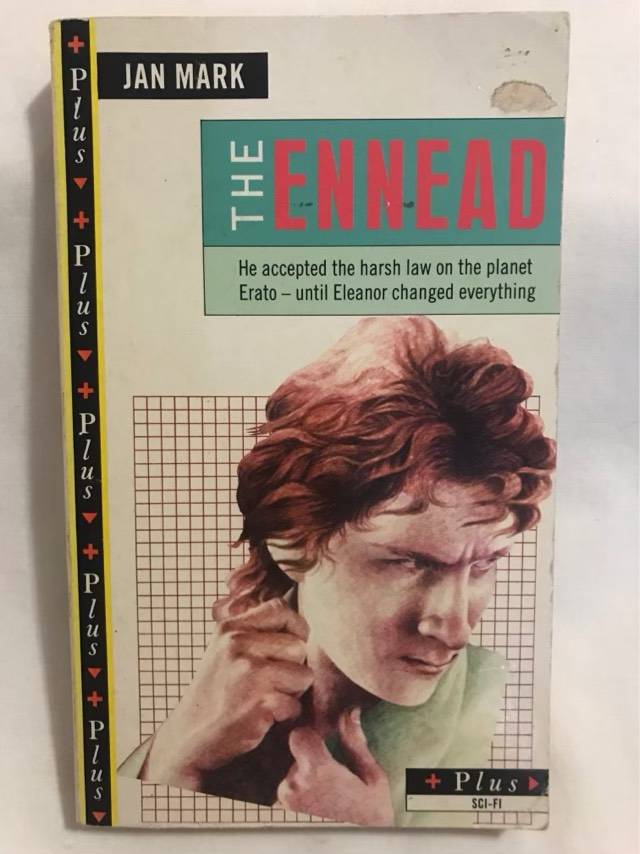 JAN MARK
THE ENNEAD
He accepted the harsh law on the planet
Erato – until Eleanor changed everything
+ Plus
+ Plus
+ Plus
+ Plus
+ Plus
+ Plus
SCI-FI